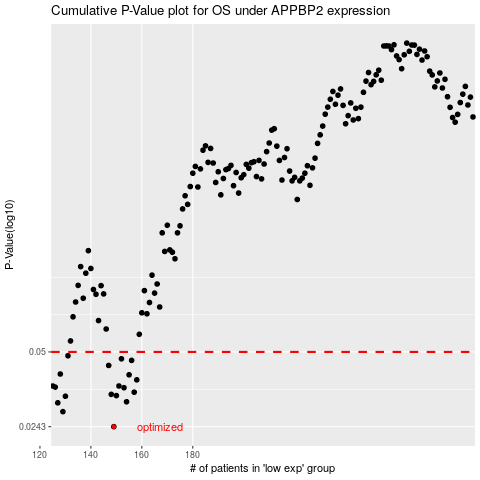 Cumulative P-Value plot for OS under APPBP2 expression
P-Value(log10)
0.05
0.0243
optimized
120 140 160 180
# of patients in 'low exp' group